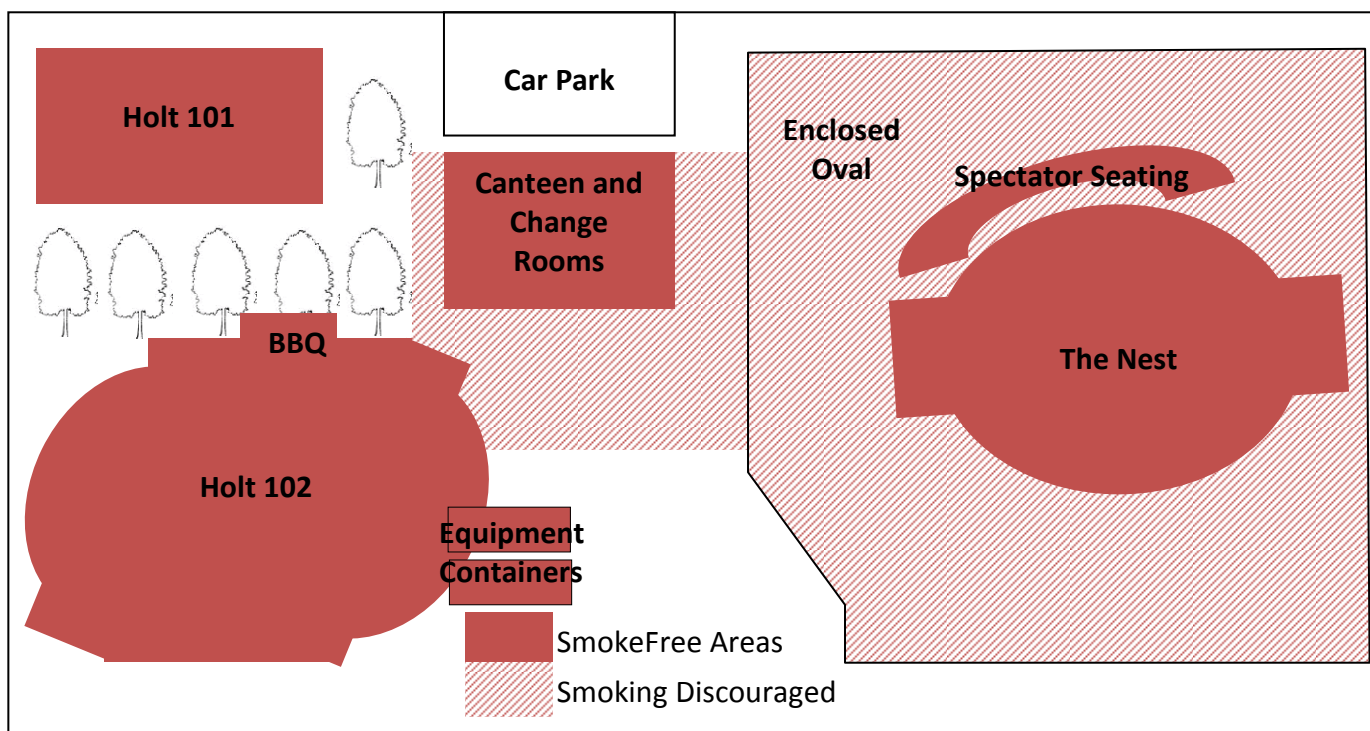 Holt 101
Car Park
Canteen and
Change
Rooms
Enclosed
Oval
Spectator Seating
BBQ
The Nest
Holt 102
Equipment
Containers
SmokeFree Areas
Smoking Discouraged